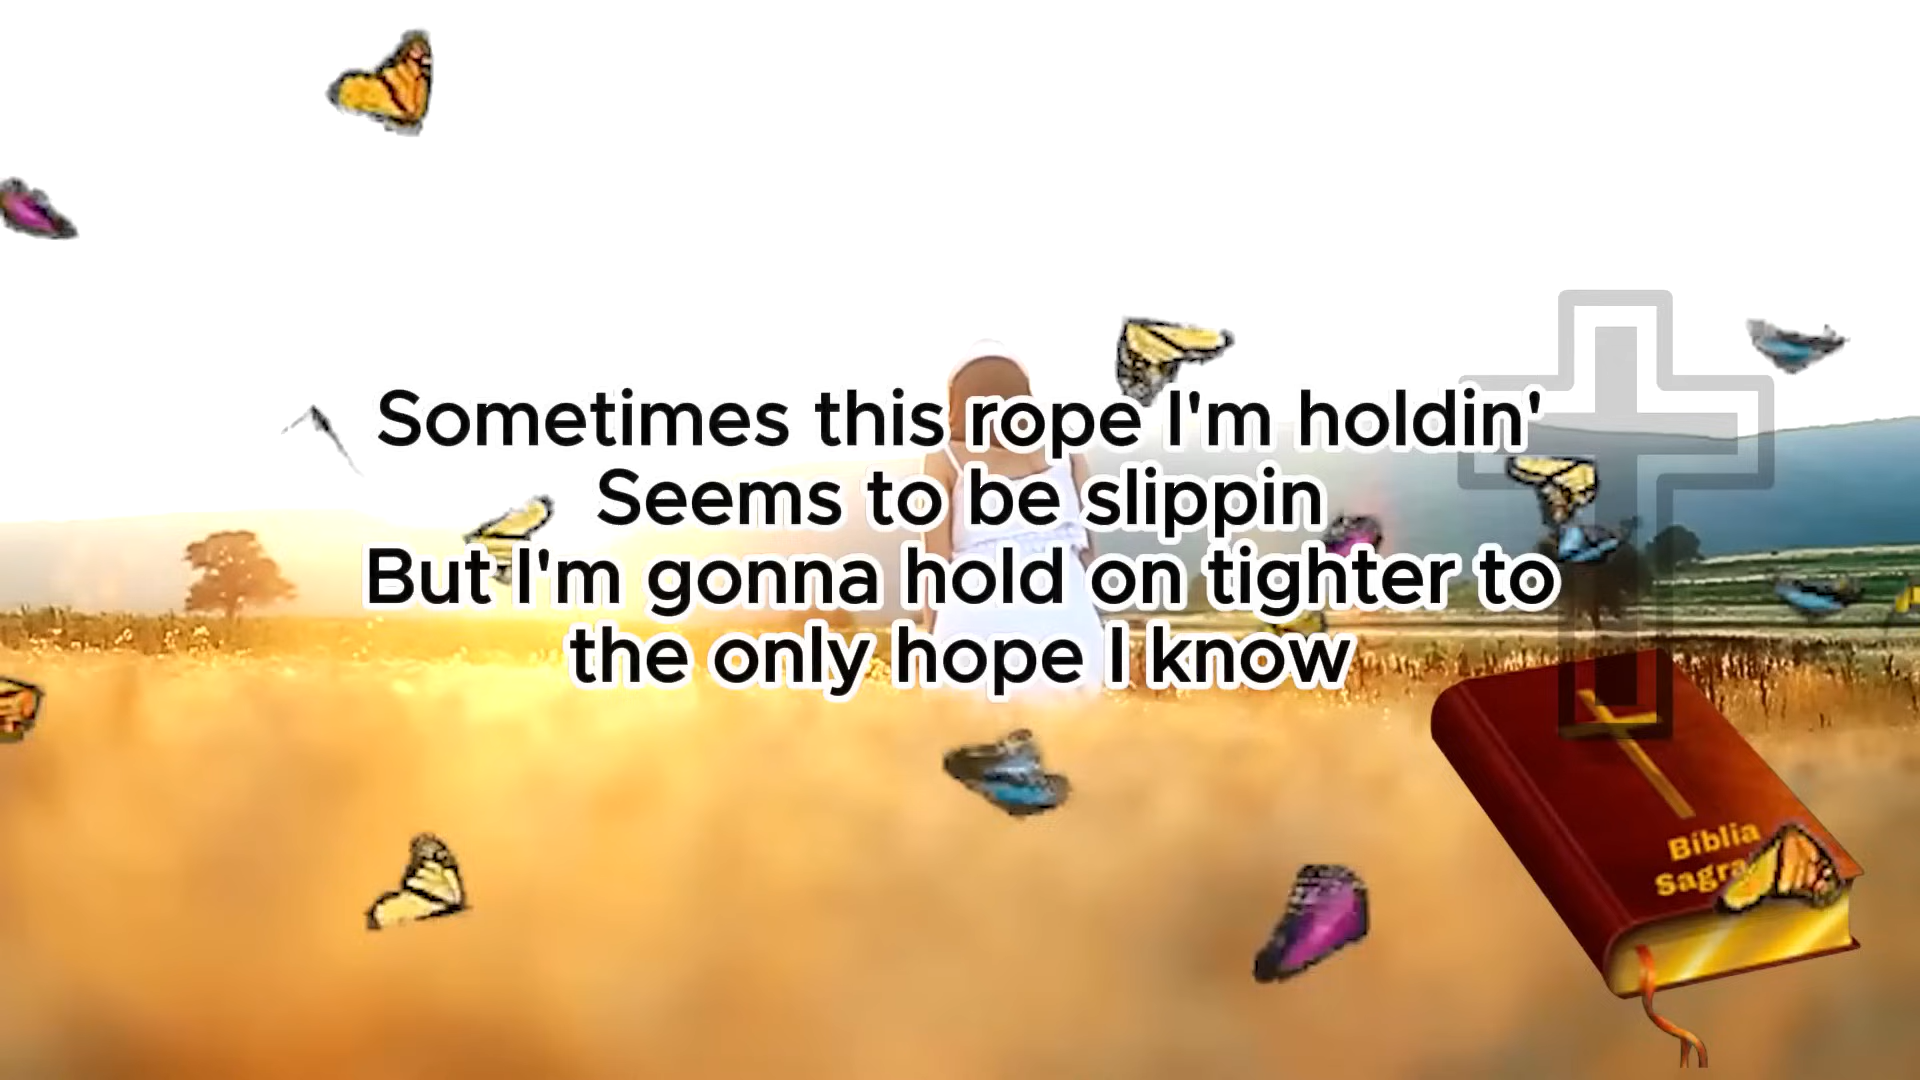 Sometimes this rope I'm holdin'
Seems to be slippin
But I'm gonna hold on tighter to
the only hope I know
Bíblia
Sagra